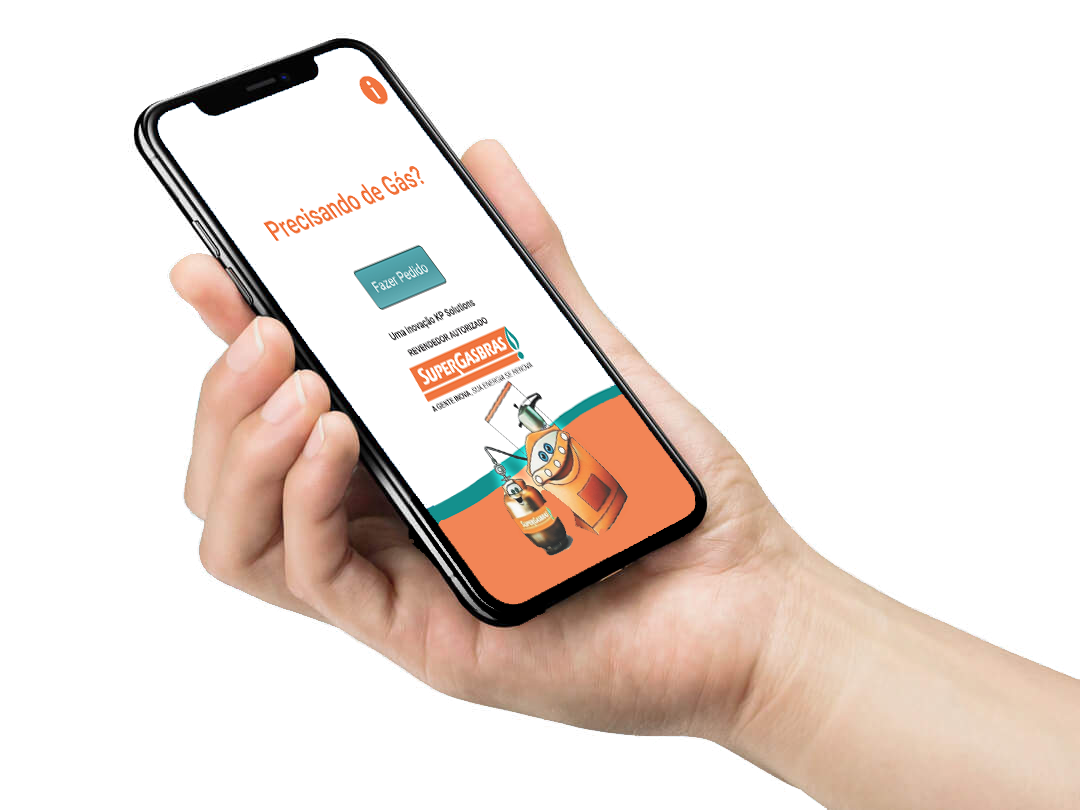 i
Precisando de Gás?
Fazer Pedido
Uma inovação KP Solutions
REVENDEDOR AUTORIZADO
SUPERGASBRAS
A GENTE INOVA, SUA ENERGIA SE RENOVA
SUPERGASBRAS